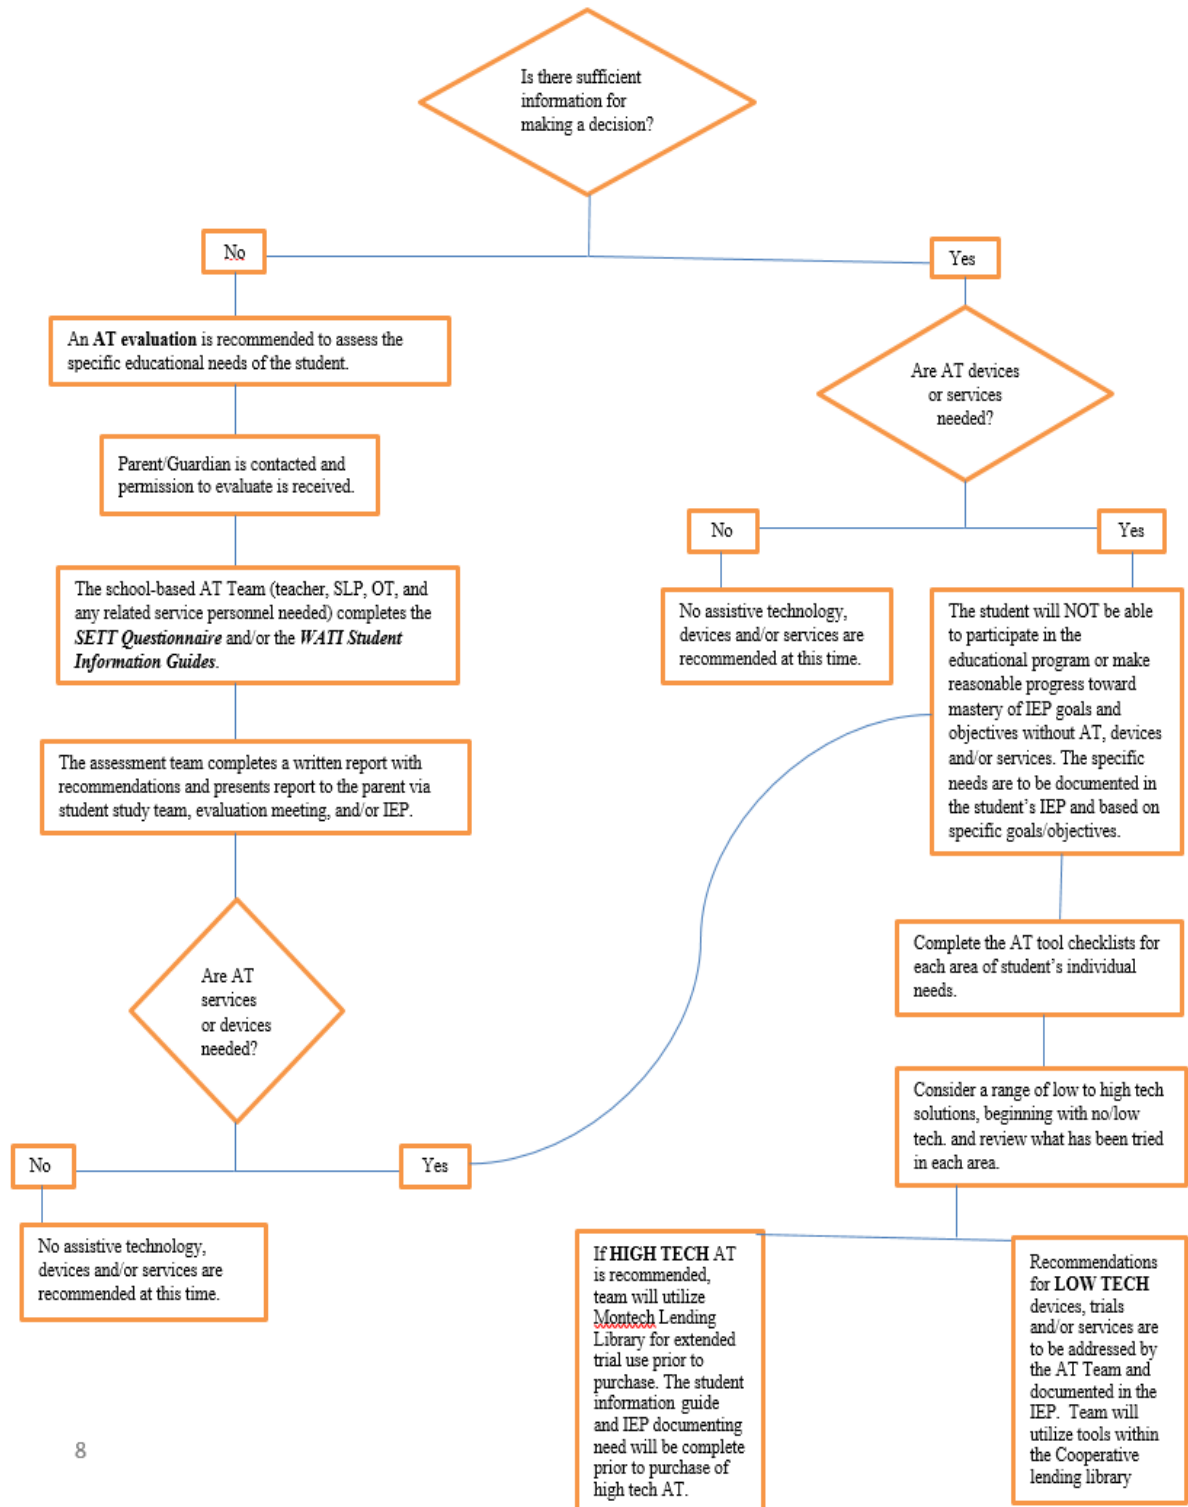 Is there sufficient
information for
making a decision?
No
Yes
An AT evaluation is recommended to assess the
specific educational needs of the student.
Are AT devices
or services
needed?
Parent/Guardian is contacted and
permission to evaluate is received.
No
Yes
The school-based AT Team (teacher, SLP, OT, and
any related service personnel needed) completes the
SETT Questionnaire and/or the WATI Student
Information Guides.
No assistive technology,
devices and/or services are
recommended at this time.
The student will NOT be able
to participate in the
educational program or make
reasonable progress toward
mastery of IEP goals and
objectives without AT, devices
and/or services. The specific
needs are to be documented in
the student’s IEP and based on
specific goals/objectives.
The assessment team completes a written report with
recommendations and presents report to the parent via
student study team, evaluation meeting, and/or IEP.
Are AT
services
or devices
needed?
Complete the AT tool checklists for
each area of student’s individual
needs.
Consider a range of low to high tech
solutions, beginning with no/low
tech. and review what has been tried
in each area.
No
Yes
No assistive technology,
devices and/or services are
recommended at this time.
If HIGH TECH AT
is recommended,
team will utilize
Montech Lending
Library for extended
trial use prior to
purchase. The student
information guide
and IEP documenting
need will be complete
prior to purchase of
high tech AT.
Recommendations
for LOW TECH
devices, trials
and/or services are
to be addressed by
the AT Team and
documented in the
IEP. Team will
utilize tools within
the Cooperative
lending library
8